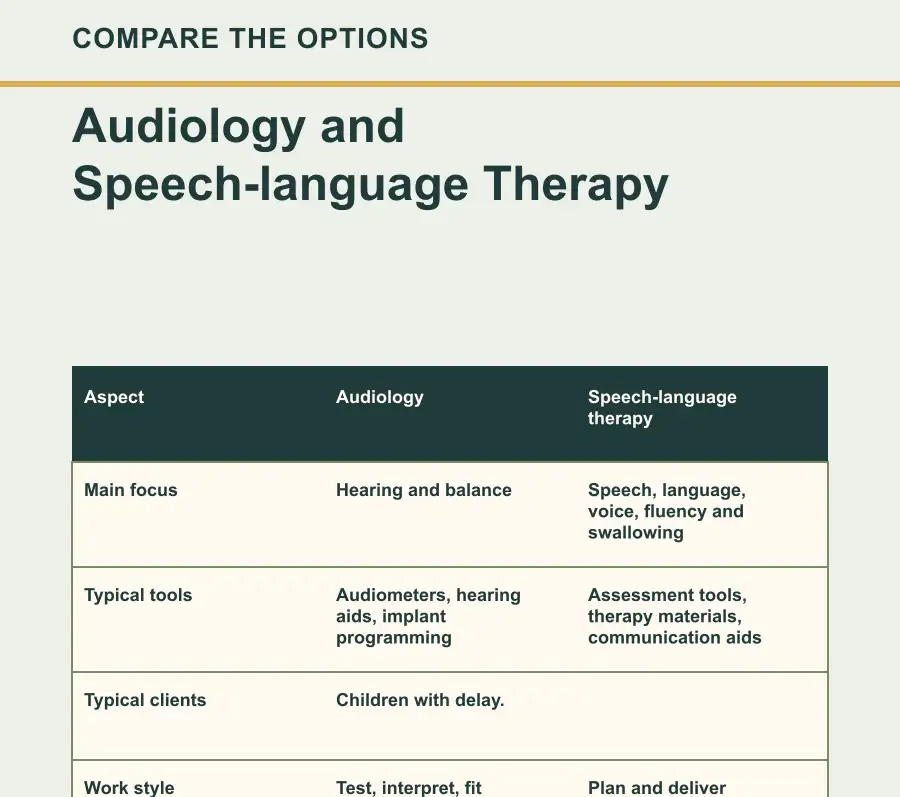 COMPARE THE OPTIONS
Audiology and
Speech-language Therapy
Aspect
Audiology
Speech-language
therapy
Main focus
Hearing and balance
Speech, language,
voice, fluency and
swallowing
Typical tools
Audiometers, hearing
aids, implant
programming
Assessment tools,
therapy materials,
communication aids
Typical clients
Children with delay.
Work style
Test, interpret, fit
Plan and deliver